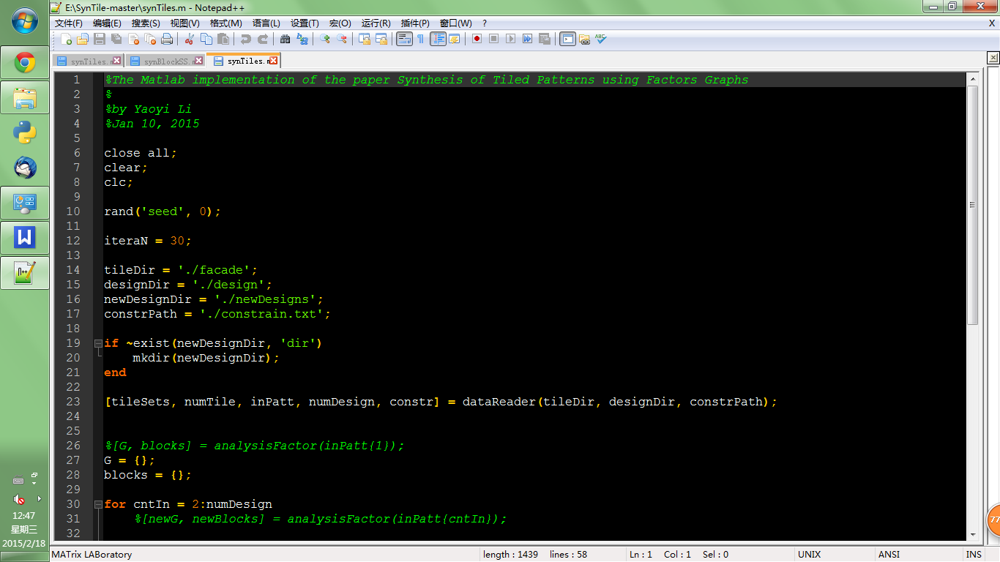 E:\SynTile-master\synTiles.m - Notepad++
文件(F) 编辑(E) 搜索(S) 视图(V) 格式(M) 语言(L) 设置(T) 宏(O) 运行(R) 插件(P) 窗口(W) ? X
synTiles.m synBlockSS.m synTiles.m
1 %The Matlab implementation of the paper Synthesis of Tiled Patterns using Factors Graphs
2 %
3 %by Yaoyi Li
4 %Jan 10, 2015
5
6 close all;
7 clear;
8 clc;
9
10 rand('seed', 0);
11
12 iteraN = 30;
13
14 tileDir = './facade';
15 designDir = './design';
16 newDesignDir = './newDesigns';
17 constrPath = './constrain.txt';
18
19 if ~exist(newDesignDir, 'dir')
20     mkdir(newDesignDir);
21 end
22
23 [tileSets, numTile, inPatt, numDesign, constr] = dataReader(tileDir, designDir, constrPath);
24
25
26 %[G, blocks] = analysisFactor(inPatt{1});
27 G = {};
28 blocks = {};
29
30 for cntIn = 2:numDesign
31     %[newG, newBlocks] = analysisFactor(inPatt{cntIn});
32
77
12:47
星期三
2015/2/18
MATrix LABoratory length : 1439 lines : 58 Ln : 1 Col : 1 Sel : 0 UNIX ANSI INS